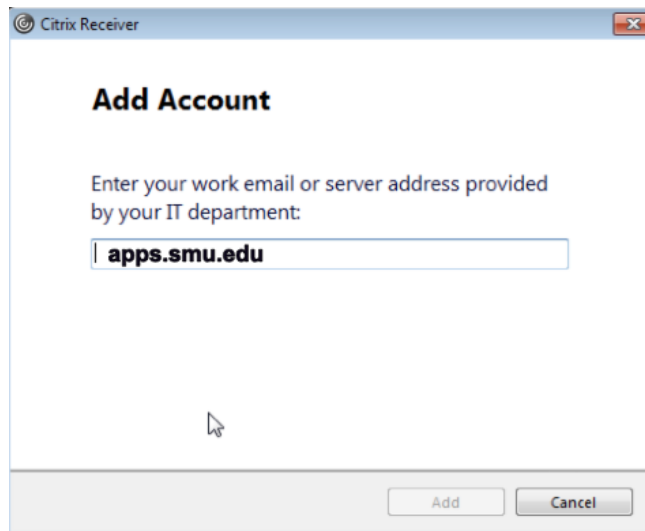 Citrix Receiver
Add Account
Enter your work email or server address provided
by your IT department:
apps.smu.edu
Add
Cancel